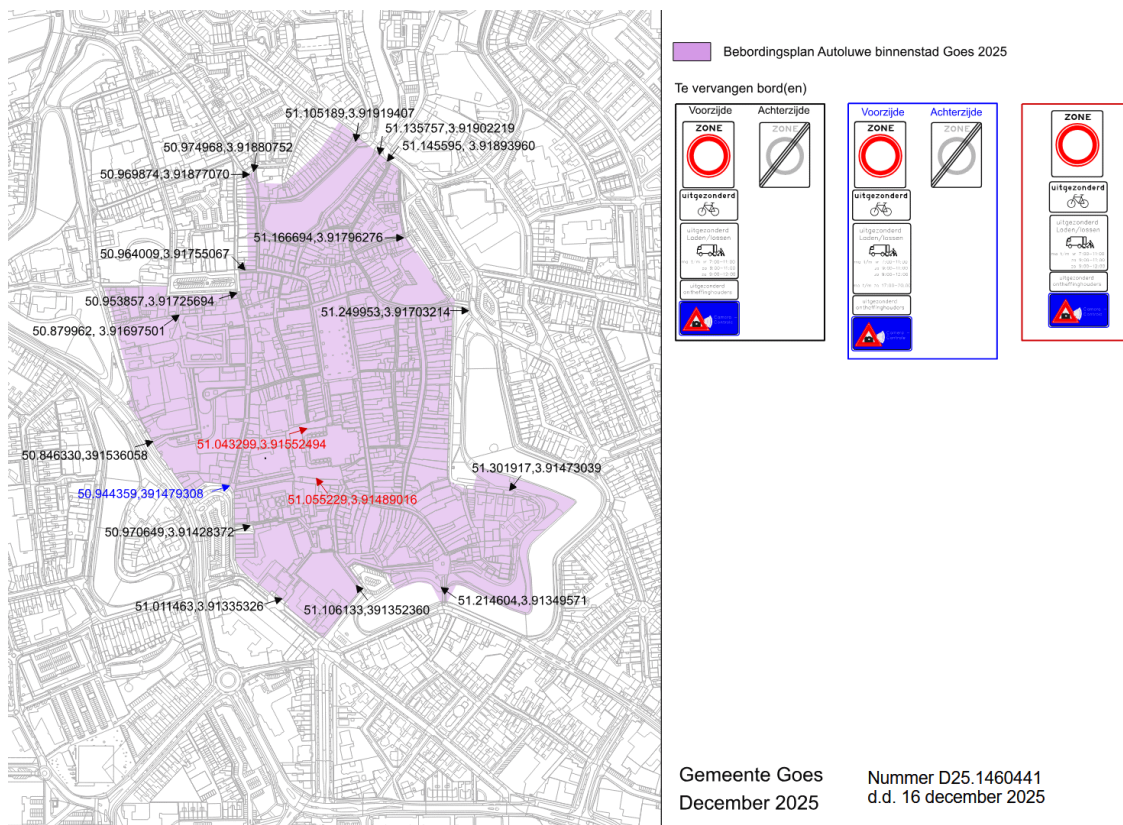 Bebordingsplan Autoluwe binnenstad Goes 2025
Te vervangen bord(en)
Voorzijde
Achterzijde
ZONE
ZONE
uitgezonderd
uitgezonderd
Laden/lossen
uitgezonderd
ontheffinghouders
Voorzijde
Achterzijde
ZONE
ZONE
uitgezonderd
uitgezonderd
Laden/lossen
uitgezonderd
ontheffinghouders
ZONE
uitgezonderd
uitgezonderd
Laden/lossen
uitgezonderd
ontheffinghouders
51.105189,3.91919407
51.135757,3.91902219
51.145595, 3.91893960
50.974968,3.91880752
50.969874,3.91877070
51.166694,3.91796276
50.964009,3.91755067
50.953857,3.91725694
51.249953,3.91703214
50.879962, 3.91697501
51.043299,3.91552494
50.846330,391536058
51.301917,3.91473039
50.944359,391479308
51.055229,3.91489016
50.970649,3.91428372
51.011463,3.91335326
51.106133,391352360
51.214604,3.91349571
Gemeente Goes
December 2025
Nummer D25.1460441
d.d. 16 december 2025